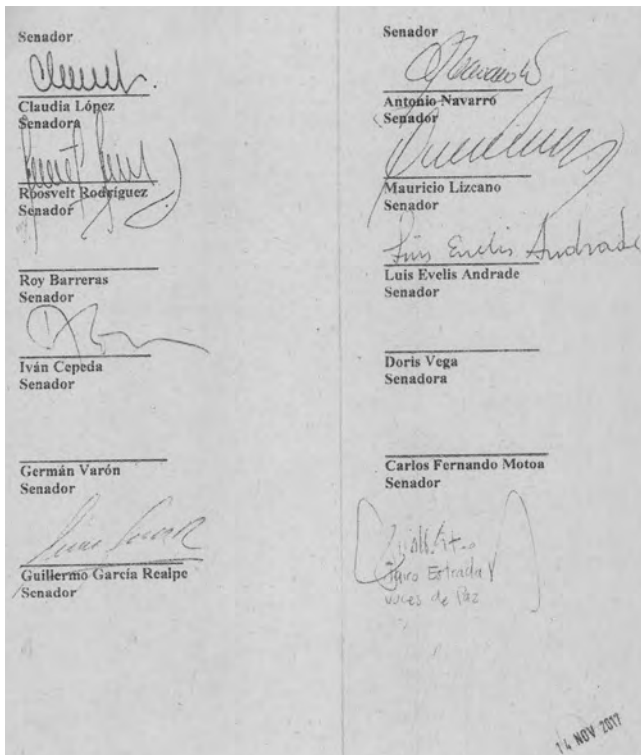 Senador
Claudia López
Senadora
Roosvelt Rodríguez
Senador
Roy Barreras
Senador
Iván Cepeda
Senador
Germán Varón
Senador
Guillermo García Realpe
Senador
Senador
Antonio Navarro
Senador
Mauricio Lizcano
Senador
Luis Evelis Andrade
Luis Evelis Andrade
Senador
Doris Vega
Senadora
Carlos Fernando Motoa
Senador
Jairo Estrada
voces de Paz
14 NOV 2017